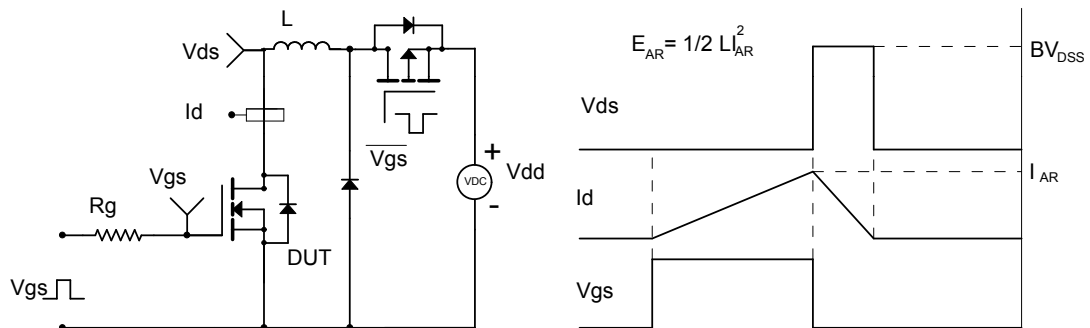 L
Vds
Id
Vgs
Vgs
+
VDC
Vdd
-
Rg
DUT
Vgs
E_AR = 1/2 LI_AR^2
BV_DSS
Vds
I_AR
Id
Vgs